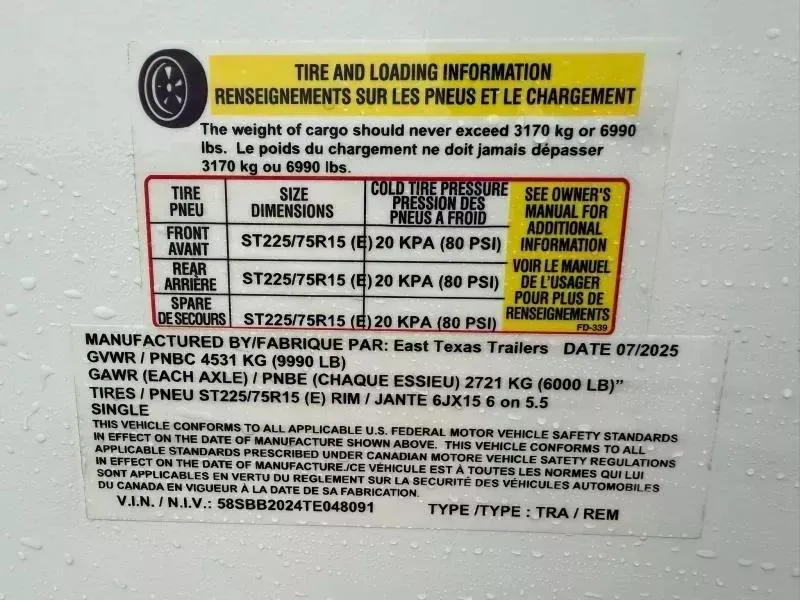 TIRE AND LOADING INFORMATION
RENSEIGNEMENTS SUR LES PNEUS ET LE CHARGEMENT
The weight of cargo should never exceed 3170 kg or 6990
lbs. Le poids du chargement ne doit jamais dépasser
3170 kg ou 6990 lbs.
TIRE PNEU SIZE DIMENSIONS COLD TIRE PRESSURE PRESSION DES PNEUS A FROID
FRONT AVANT ST225/75R15 (E) 20 KPA (80 PSI)
REAR ARRIÈRE ST225/75R15 (E) 20 KPA (80 PSI)
SPARE DE SECOURS ST225/75R15 (E) 20 KPA (80 PSI)
SEE OWNER'S
MANUAL FOR
ADDITIONAL
INFORMATION
VOIR LE MANUEL
DE L'USAGER
POUR PLUS DE
RENSEIGNEMENTS
FD-339
MANUFACTURED BY/FABRIQUE PAR: East Texas Trailers DATE 07/2025
GVWR / PNBC 4531 KG (9990 LB)
GAWR (EACH AXLE) / PNBE (CHAQUE ESSIEU) 2721 KG (6000 LB)"
TIRES / PNEU ST225/75R15 (E) RIM / JANTE 6JX15 6 on 5.5
SINGLE
THIS VEHICLE CONFORMS TO ALL APPLICABLE U.S. FEDERAL MOTOR VEHICLE SAFETY STANDARDS
IN EFFECT ON THE DATE OF MANUFACTURE SHOWN ABOVE. THIS VEHICLE CONFORMS TO ALL
APPLICABLE STANDARDS PRESCRIBED UNDER CANADIAN MOTORE VEHICLE SAFETY REGULATIONS
IN EFFECT ON THE DATE OF MANUFACTURE./CE VÉHICULE EST À TOUTES LES NORMES QUI LUI
SONT APPLICABLES EN VERTU DU REGLEMENT SUR LA SECURITÉ DES VÉHICULES AUTOMOBILES
DU CANADA EN VIGUEUR À LA DATE DE SA FABRICATION.
V.I.N. / N.I.V.: 58SBB2024TE048091 TYPE /TYPE : TRA / REM